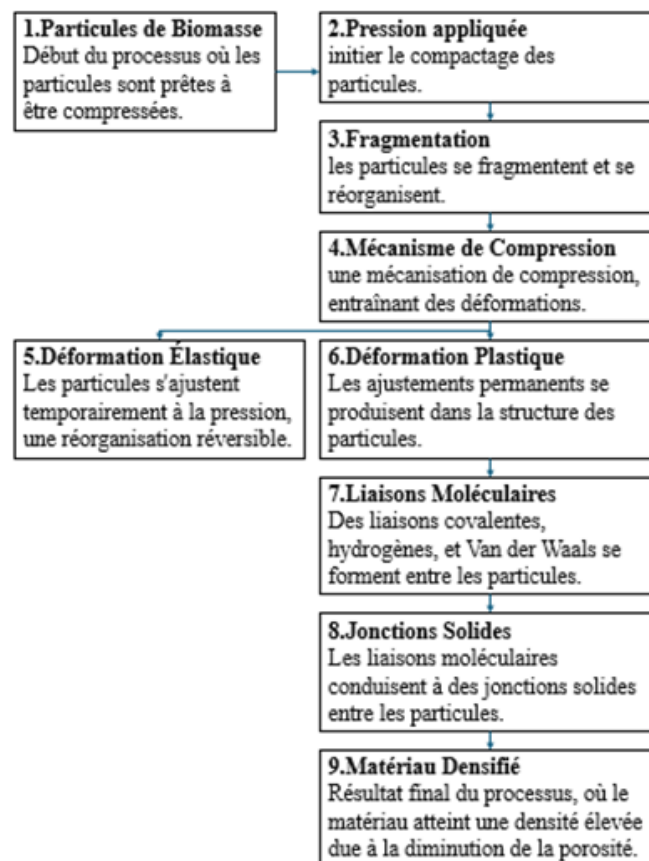 1.Particules de Biomasse
Début du processus où les
particules sont prêtes à
être compressées.
2.Pression appliquée
initier le compactage des
particules.
3.Fragmentation
les particules se fragmentent et se
réorganisent.
4.Mécanisme de Compression
une mécanisation de compression,
entraînant des déformations.
5.Déformation Élastique
Les particules s'ajustent
temporairement à la pression,
une réorganisation réversible.
6.Déformation Plastique
Les ajustements permanents se
produisent dans la structure des
particules.
7.Liaisons Moléculaires
Des liaisons covalentes,
hydrogènes, et Van der Waals se
forment entre les particules.
8.Jonctions Solides
Les liaisons moléculaires
conduisent à des jonctions solides
entre les particules.
9.Matériau Densifié
Résultat final du processus, où le
matériau atteint une densité élevée
due à la diminution de la porosité.